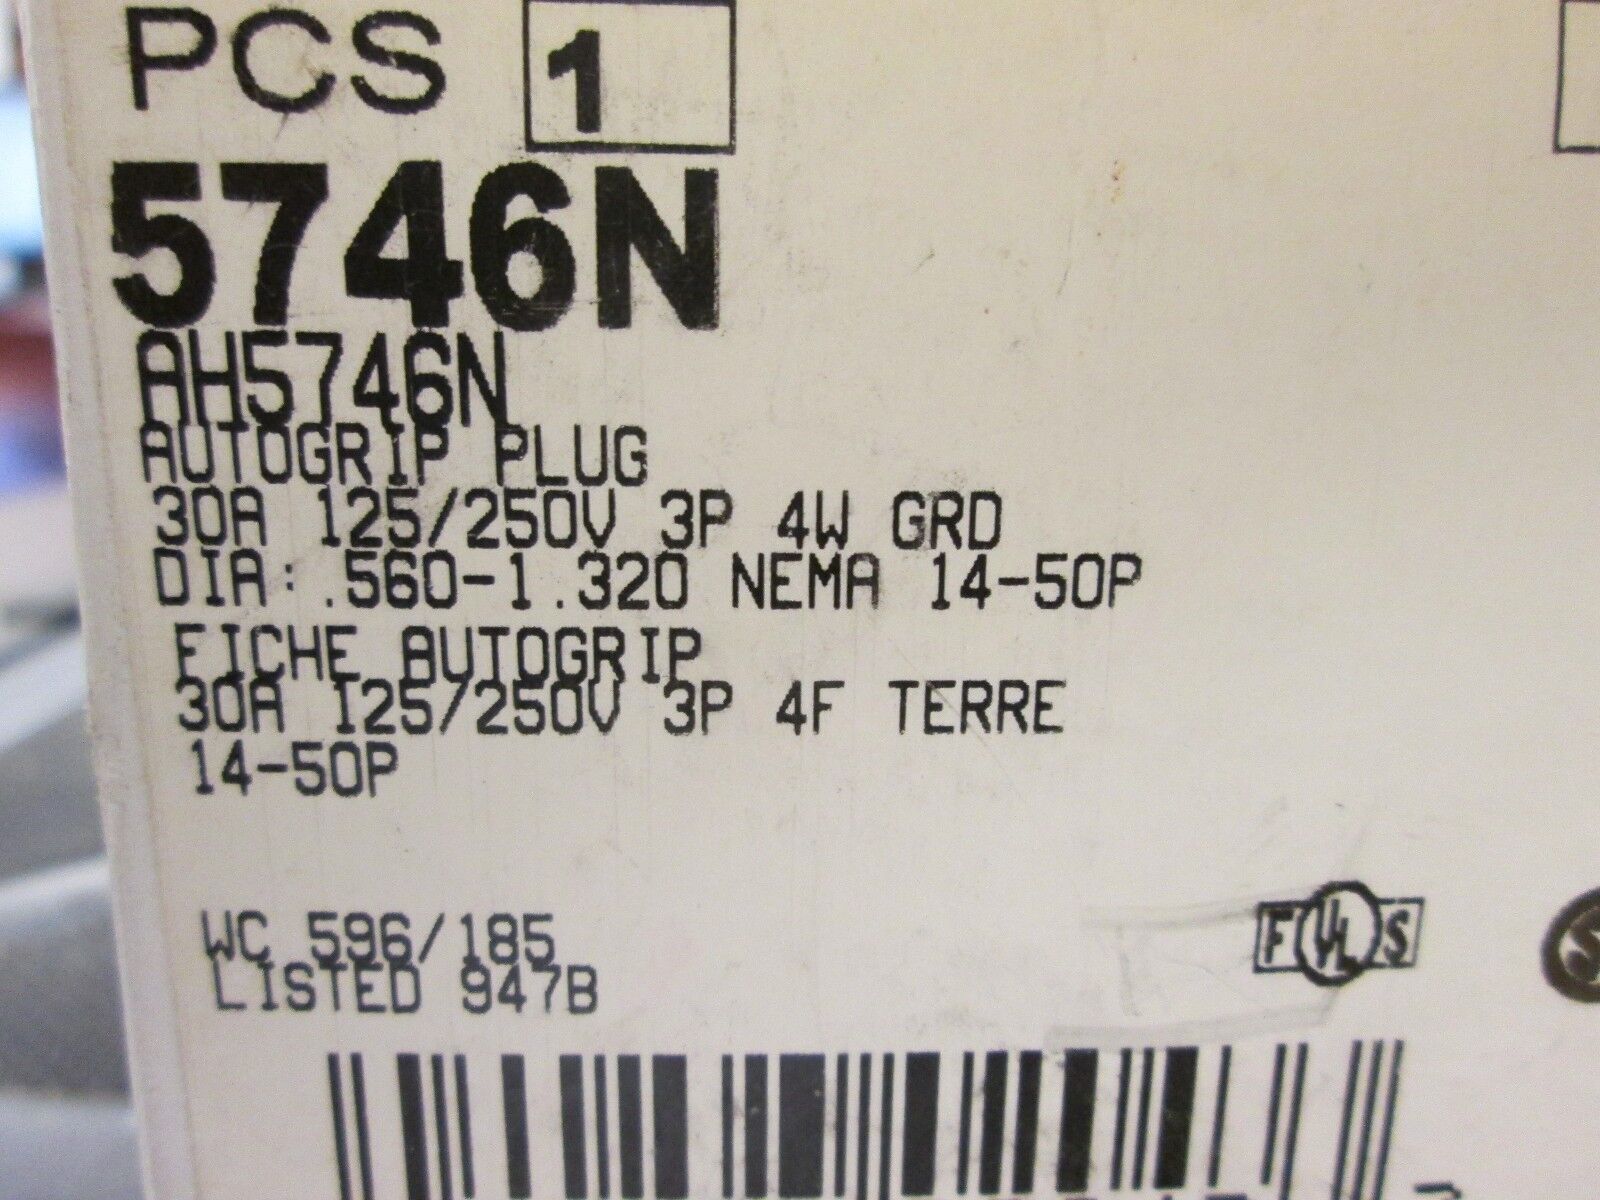 PCS 1
5746N
AH5746N
AUTOGRIP PLUG
30A 125/250V 3P 4W GRD
DIA: .560-1.320 NEMA 14-50P
FICHE AUTOGRIP
30A 125/250V 3P 4F TERRE
14-50P
F UL S
WC 596/185
LISTED 947B